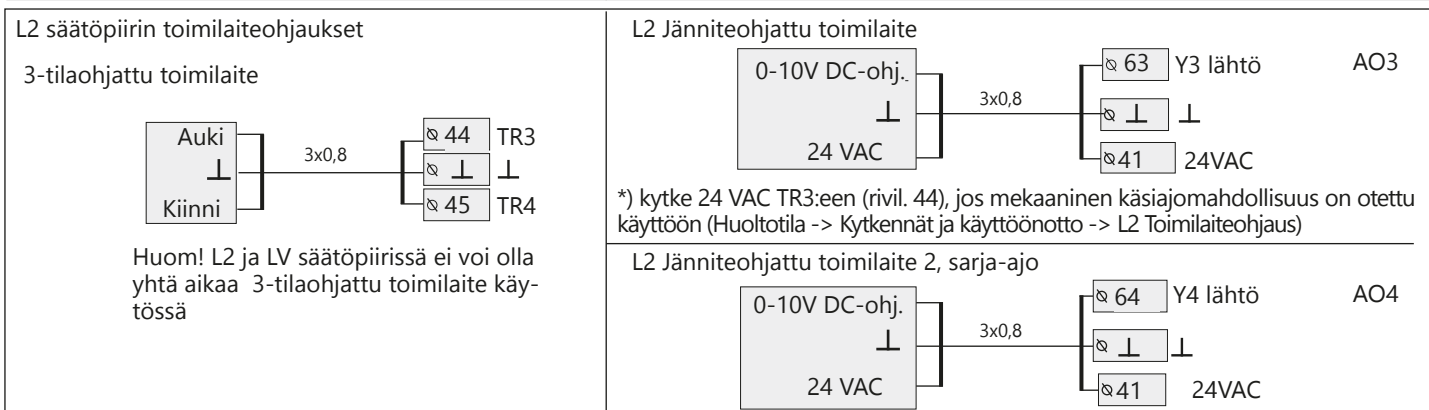 L2 säätöpiirin toimilaiteohjaukset
3-tilaohjattu toimilaite
Auki
⊥
Kiinni
3x0,8
44 TR3
⊥ ⊥
45 TR4
Huom! L2 ja LV säätöpiirissä ei voi olla
yhtä aikaa 3-tilaohjattu toimilaite käy-
tössä
L2 Jänniteohjattu toimilaite
0-10V DC-ohj.
⊥
24 VAC
3x0,8
63 Y3 lähtö AO3
⊥ ⊥
41 24VAC
*) kytke 24 VAC TR3:een (rivil. 44), jos mekaaninen käsiajomahdollisuus on otettu
käyttöön (Huoltotila -> Kytkennät ja käyttöönotto -> L2 Toimilaiteohjaus)
L2 Jänniteohjattu toimilaite 2, sarja-ajo
0-10V DC-ohj.
⊥
24 VAC
3x0,8
64 Y4 lähtö AO4
⊥ ⊥
41 24VAC